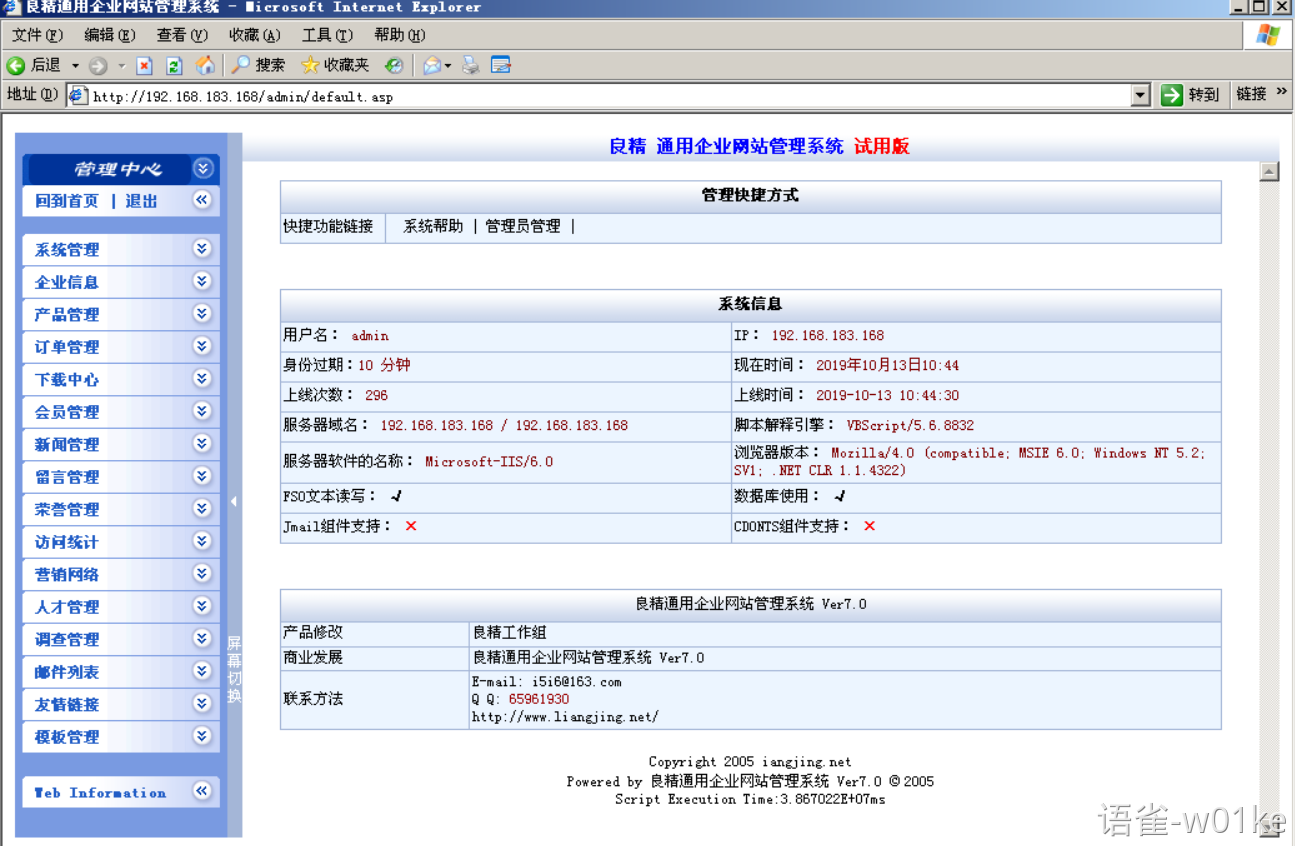 良精通用企业网站管理系统 - Microsoft Internet Explorer
文件(F) 编辑(E) 查看(V) 收藏(A) 工具(T) 帮助(H)
后退 搜索 收藏夹
地址(D) http://192.168.183.168/admin/default.asp 转到 链接 »
管理中心
回到首页 | 退出
系统管理
企业信息
产品管理
订单管理
下载中心
会员管理
新闻管理
留言管理
荣誉管理
访问统计
营销网络
人才管理
调查管理
邮件列表
友情链接
模板管理
Web Information
屏幕切换
良精 通用企业网站管理系统 试用版
管理快捷方式
快捷功能链接 系统帮助 | 管理员管理 |
系统信息
用户名: admin IP: 192.168.183.168
身份过期:10 分钟 现在时间: 2019年10月13日10:44
上线次数: 296 上线时间: 2019-10-13 10:44:30
服务器域名: 192.168.183.168 / 192.168.183.168 脚本解释引擎: VBScript/5.6.8832
服务器软件的名称: Microsoft-IIS/6.0 浏览器版本: Mozilla/4.0 (compatible; MSIE 6.0; Windows NT 5.2;
SV1; .NET CLR 1.1.4322)
FSO文本读写: √ 数据库使用: √
Jmail组件支持: × CDONTS组件支持: ×
良精通用企业网站管理系统 Ver7.0
产品修改 良精工作组
商业发展 良精通用企业网站管理系统 Ver7.0
联系方法 E-mail: i5i6@163.com
Q Q: 65961930
http://www.liangjing.net/
Copyright 2005 iangjing.net
Powered by 良精通用企业网站管理系统 Ver7.0 ©2005
Script Execution Time:3.867022E+07ms
语雀-w01ke